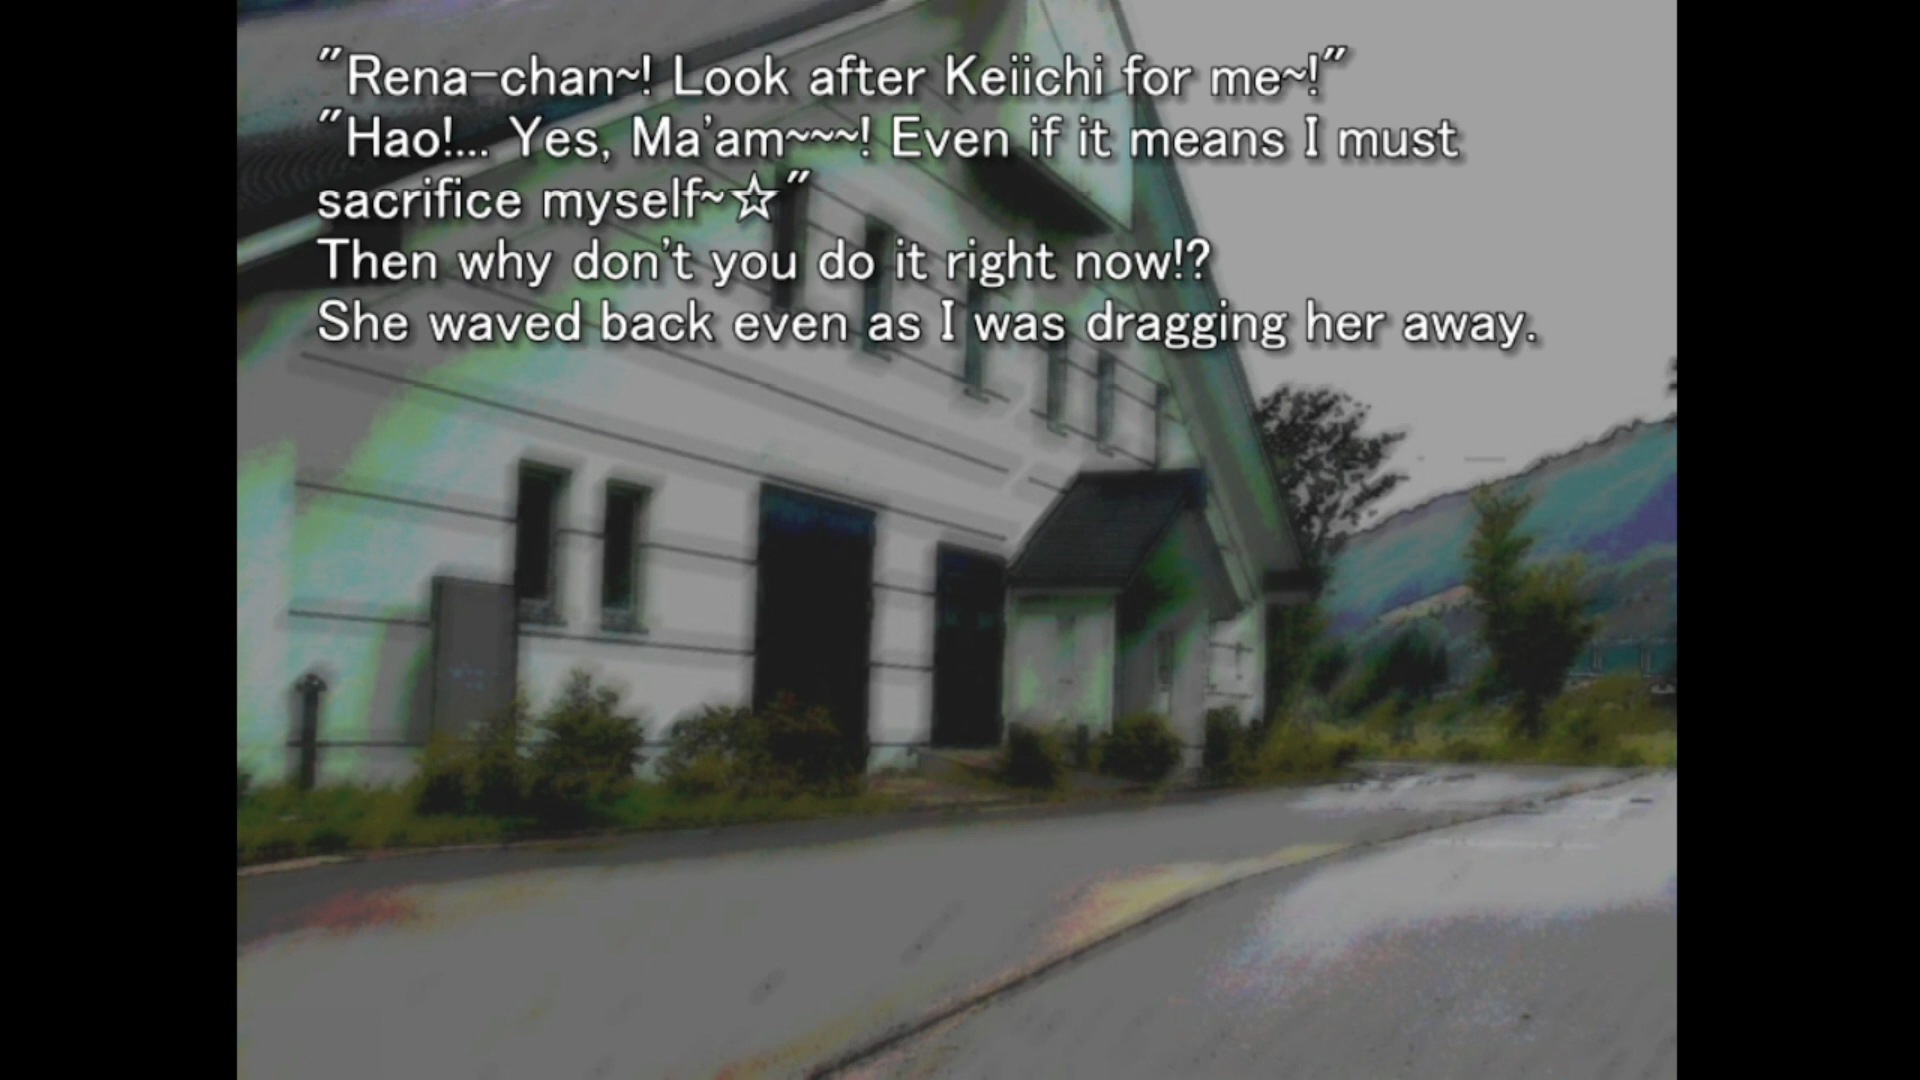 "Rena-chan~! Look after Keiichi for me~!"
"Hao!... Yes, Ma'am~~~! Even if it means I must
sacrifice myself~☆"
Then why don't you do it right now!?
She waved back even as I was dragging her away.